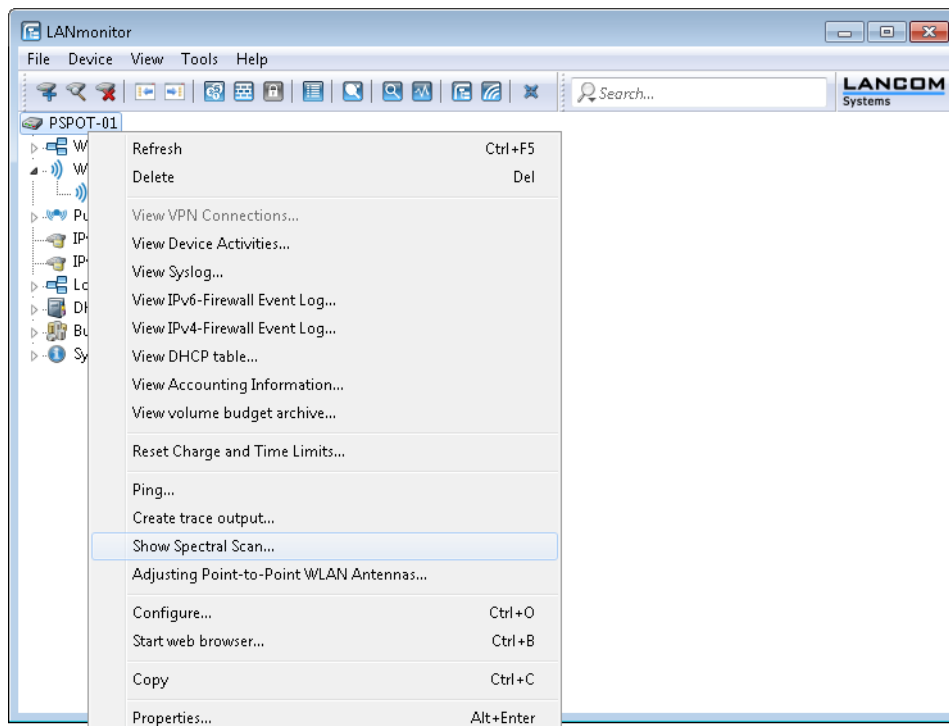 LANmonitor
File Device View Tools Help
Search...
LANCOM
Systems
PSPOT-01
Refresh Ctrl+F5
Delete Del
View VPN Connections...
View Device Activities...
View Syslog...
View IPv6-Firewall Event Log...
View IPv4-Firewall Event Log...
View DHCP table...
View Accounting Information...
View volume budget archive...
Reset Charge and Time Limits...
Ping...
Create trace output...
Show Spectral Scan...
Adjusting Point-to-Point WLAN Antennas...
Configure... Ctrl+O
Start web browser... Ctrl+B
Copy Ctrl+C
Properties... Alt+Enter